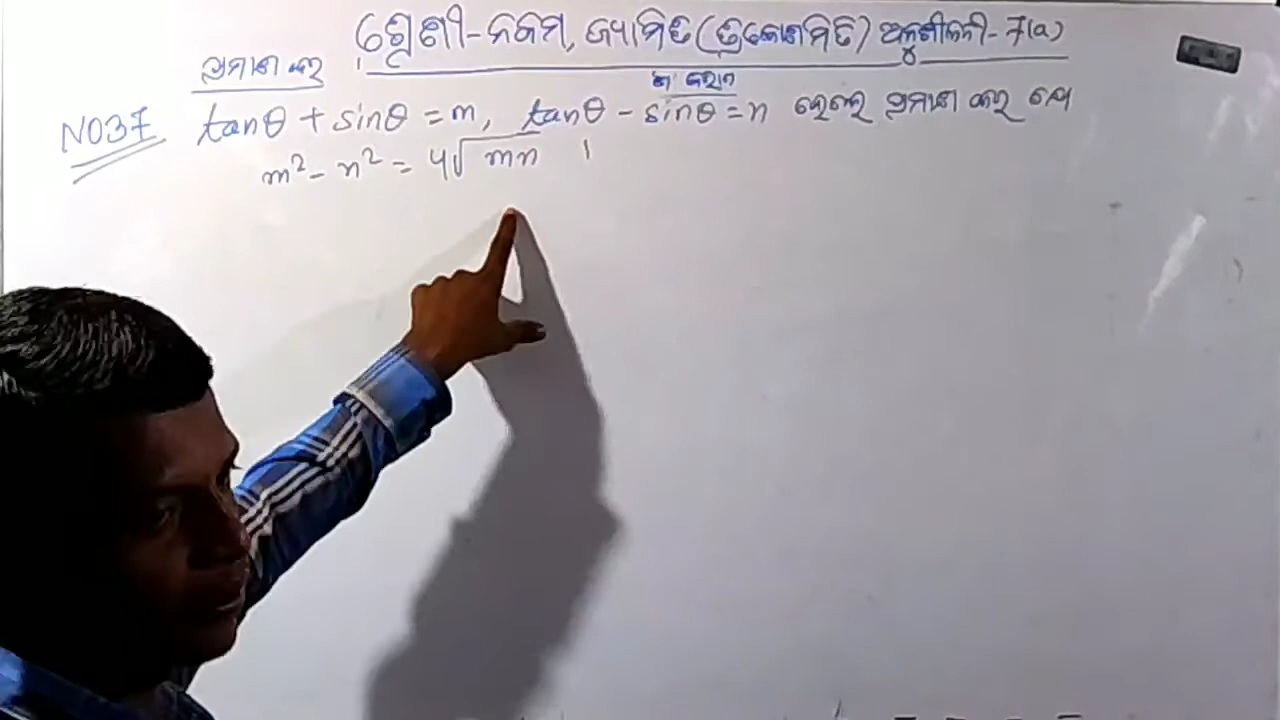 ଶ୍ରେଣୀ-ନବମ, ଜ୍ୟାମିତି (ତ୍ରିକୋଣମିତି) ଅନୁଶୀଳନୀ-7(a)
ପ୍ରମାଣ କର
NO37 tanθ + sinθ = m, tanθ - sinθ = n ହେଲେ ପ୍ରମାଣ କର ଯେ
m² - n² = 4√mn ।